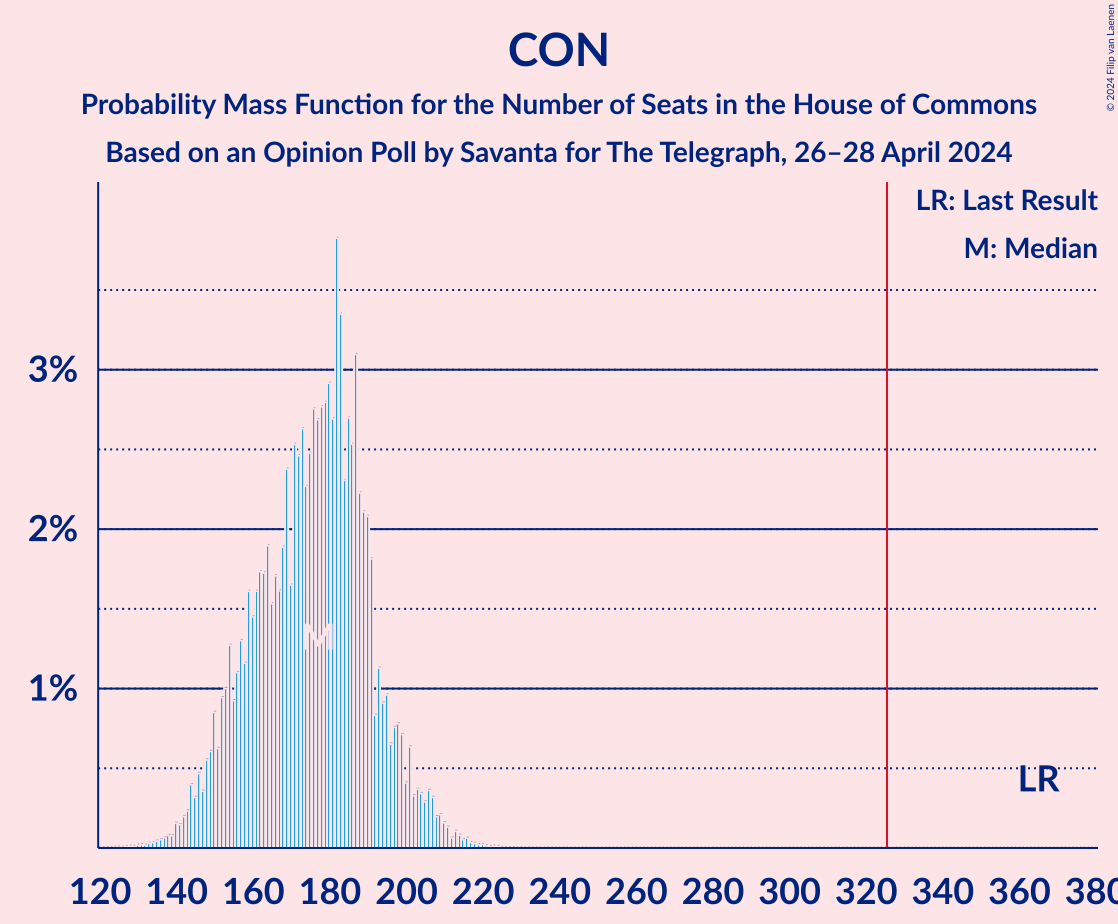 CON
Probability Mass Function for the Number of Seats in the House of Commons
Based on an Opinion Poll by Savanta for The Telegraph, 26–28 April 2024
© 2024 Filip van Laenen
LR: Last Result
M: Median
3%
2%
1%
M
LR
120 140 160 180 200 220 240 260 280 300 320 340 360 380